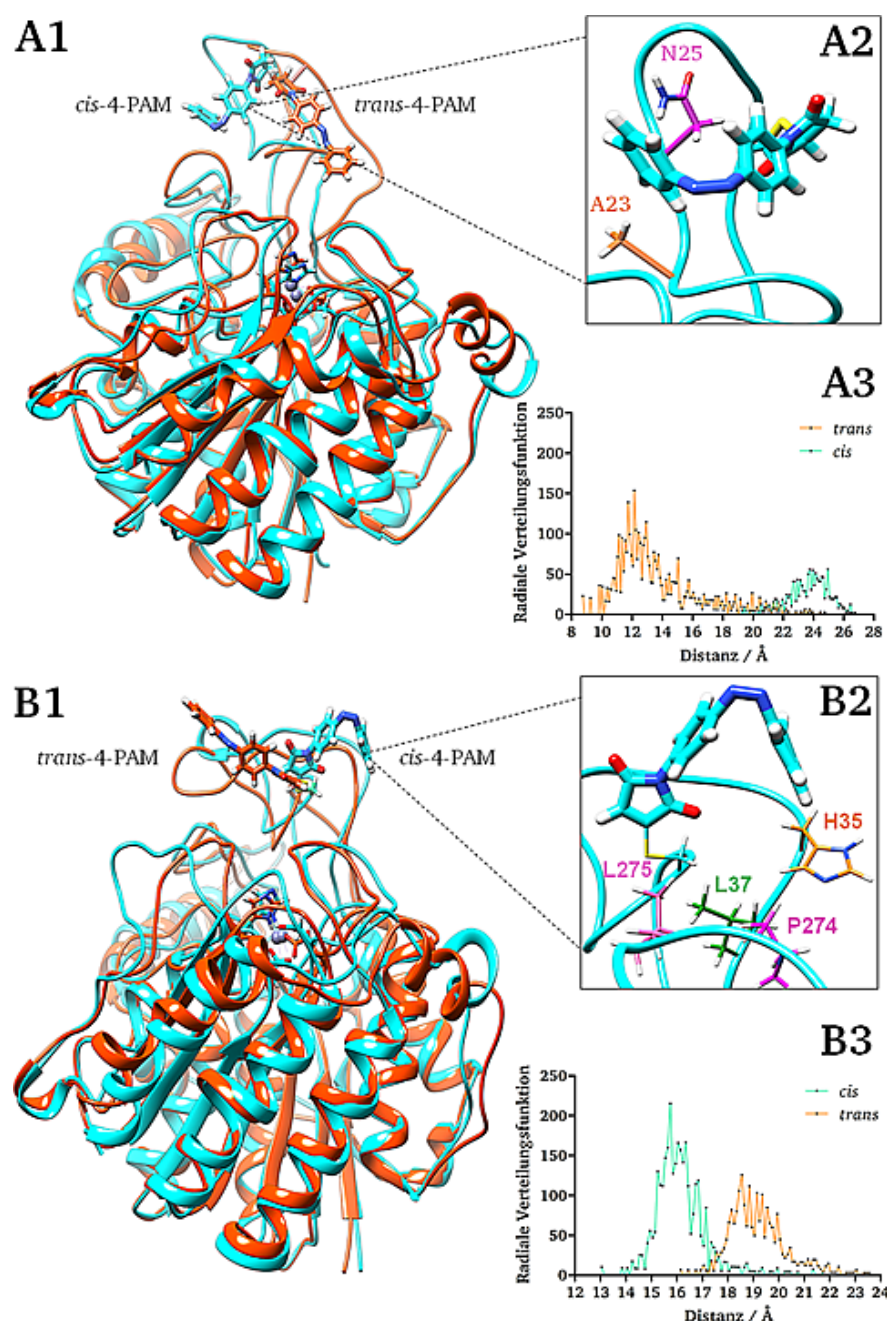 A1
A2
N25
cis-4-PAM
trans-4-PAM
A23
A3
250
trans
cis
200
150
100
50
0
Radiale Verteilungsfunktion
8 10 12 14 16 18 20 22 24 26 28
Distanz / Å
B1
B2
trans-4-PAM
cis-4-PAM
H35
L275
L37
P274
B3
250
cis
trans
200
150
100
50
0
Radiale Verteilungsfunktion
12 13 14 15 16 17 18 19 20 21 22 23 24
Distanz / Å